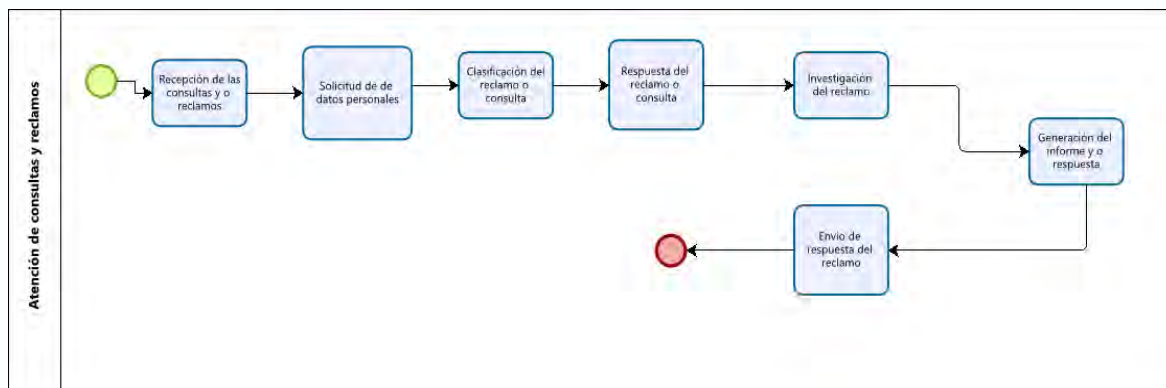 Atención de consultas y reclamos
Recepción de las
consultas y o
reclamos
Solicitud de de
datos personales
Clasificación del
reclamo o
consulta
Respuesta del
reclamo o
consulta
Investigación
del reclamo
Generación del
informe y o
respuesta
Envio de
respuesta del
reclamo